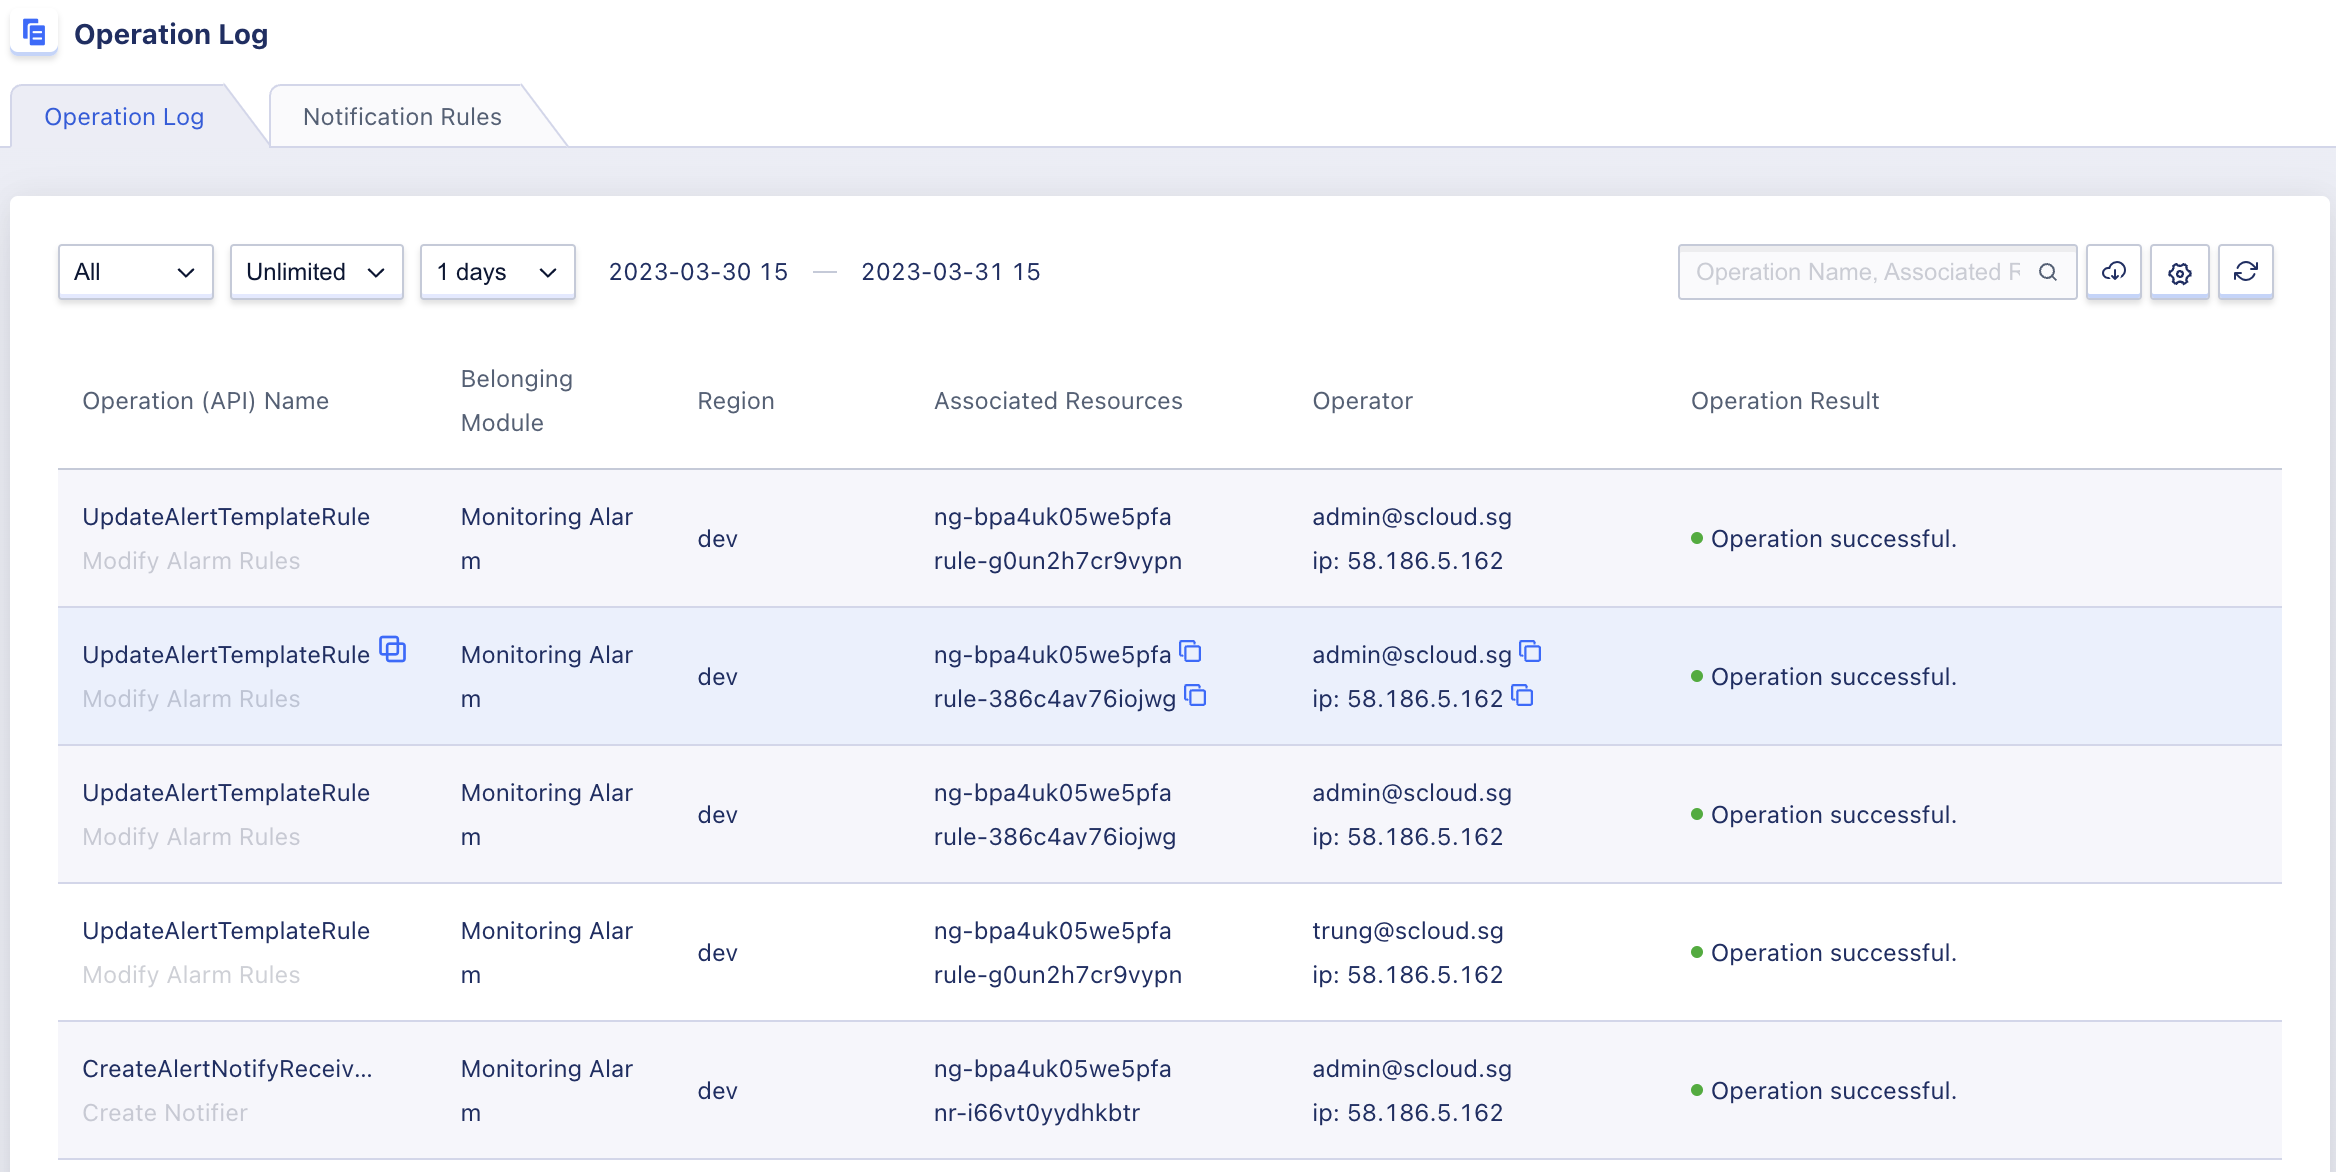 Operation Log
Operation Log
Notification Rules
All
Unlimited
1 days
2023-03-30 15 — 2023-03-31 15
Operation Name, Associated R
Operation (API) Name
Belonging
Module
Region
Associated Resources
Operator
Operation Result
UpdateAlertTemplateRule
Modify Alarm Rules
Monitoring Alar
m
dev
ng-bpa4uk05we5pfa
rule-g0un2h7cr9vypn
admin@scloud.sg
ip: 58.186.5.162
Operation successful.
UpdateAlertTemplateRule
Modify Alarm Rules
Monitoring Alar
m
dev
ng-bpa4uk05we5pfa
rule-386c4av76iojwg
admin@scloud.sg
ip: 58.186.5.162
Operation successful.
UpdateAlertTemplateRule
Modify Alarm Rules
Monitoring Alar
m
dev
ng-bpa4uk05we5pfa
rule-386c4av76iojwg
admin@scloud.sg
ip: 58.186.5.162
Operation successful.
UpdateAlertTemplateRule
Modify Alarm Rules
Monitoring Alar
m
dev
ng-bpa4uk05we5pfa
rule-g0un2h7cr9vypn
trung@scloud.sg
ip: 58.186.5.162
Operation successful.
CreateAlertNotifyReceiv...
Create Notifier
Monitoring Alar
m
dev
ng-bpa4uk05we5pfa
nr-i66vt0yydhkbtr
admin@scloud.sg
ip: 58.186.5.162
Operation successful.